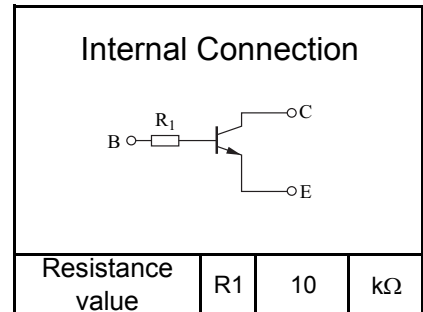 Internal Connection
C
R₁
B
E
Resistance value R1 10 kΩ